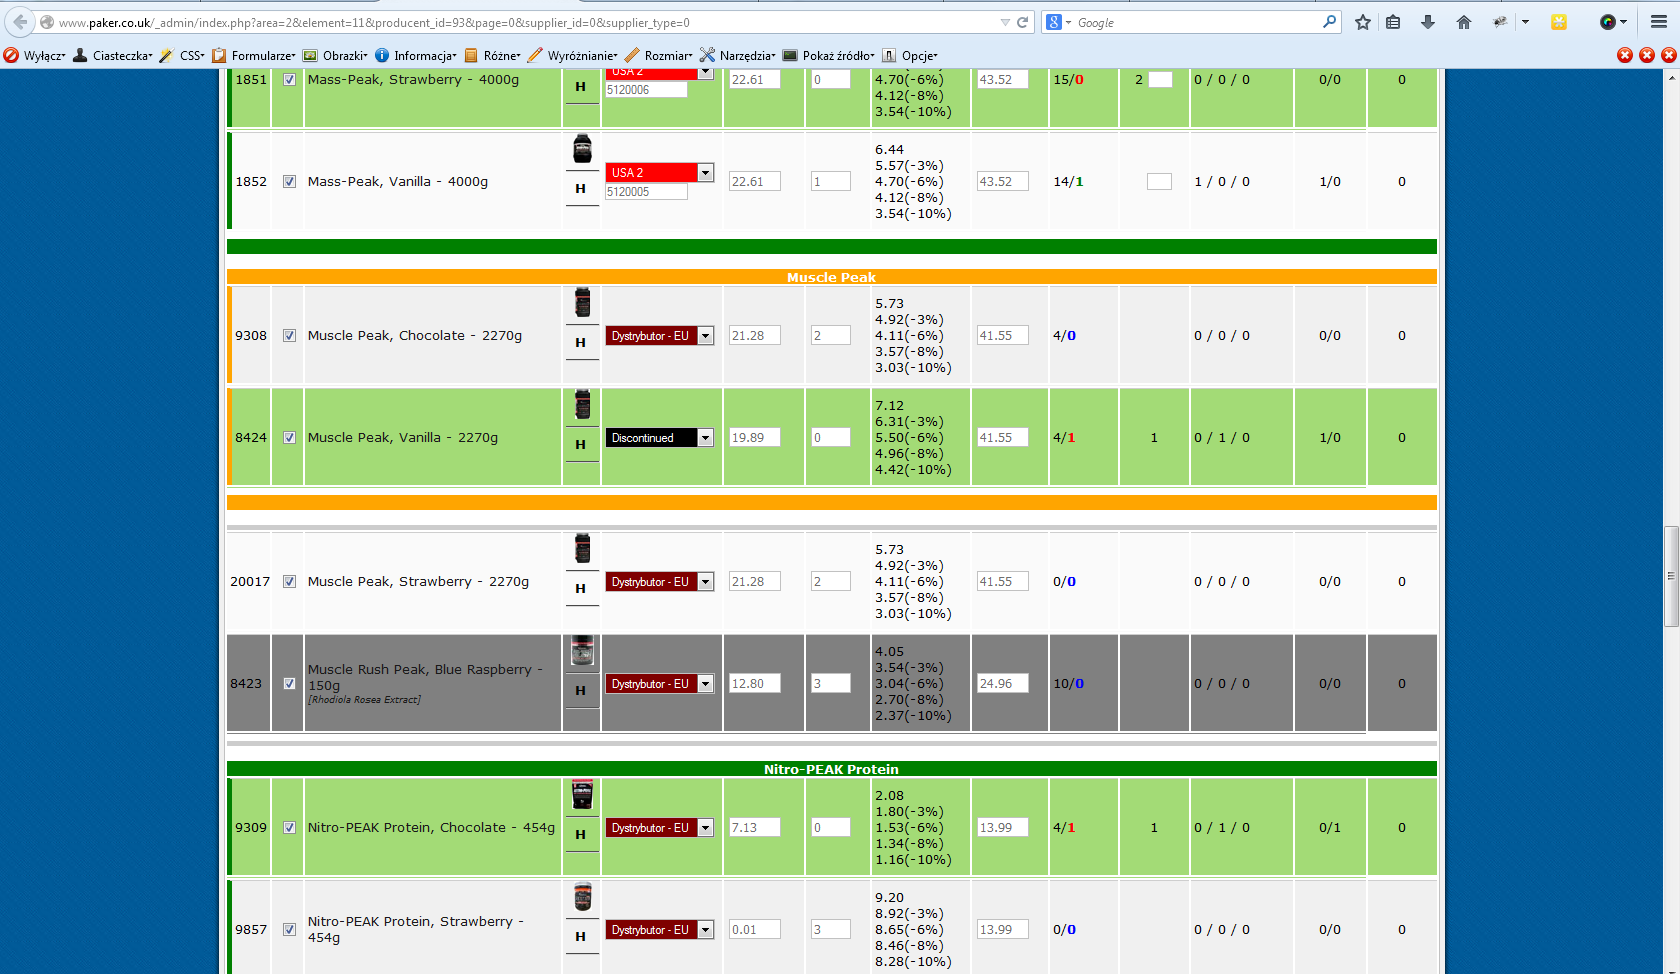 www.paker.co.uk/_admin/index.php?area=2&element=11&producent_id=93&page=0&supplier_id=0&supplier_type=0 Google
Wyłącz Ciasteczka CSS Formularze Obrazki Informacja Różne Wyróżnianie Rozmiar Narzędzia Pokaż źródło Opcje
1851 Mass-Peak, Strawberry - 4000g H USA 2 22.61 0 43.52 15/0 2 0 / 0 / 0 0/0 0
5120006
4.70(-6%)
4.12(-8%)
3.54(-10%)
6.44
5.57(-3%)
1852 Mass-Peak, Vanilla - 4000g H USA 2 22.61 1 4.70(-6%) 43.52 14/1 1 / 0 / 0 1/0 0
5120005
4.12(-8%)
3.54(-10%)
Muscle Peak
5.73
4.92(-3%)
9308 Muscle Peak, Chocolate - 2270g H Dystrybutor - EU 21.28 2 4.11(-6%) 41.55 4/0 0 / 0 / 0 0/0 0
3.57(-8%)
3.03(-10%)
7.12
6.31(-3%)
8424 Muscle Peak, Vanilla - 2270g H Discontinued 19.89 0 5.50(-6%) 41.55 4/1 1 0 / 1 / 0 1/0 0
4.96(-8%)
4.42(-10%)
5.73
4.92(-3%)
20017 Muscle Peak, Strawberry - 2270g H Dystrybutor - EU 21.28 2 4.11(-6%) 41.55 0/0 0 / 0 / 0 0/0 0
3.57(-8%)
3.03(-10%)
4.05
3.54(-3%)
8423 Muscle Rush Peak, Blue Raspberry - 150g H Dystrybutor - EU 12.80 3 3.04(-6%) 24.96 10/0 0 / 0 / 0 0/0 0
[Rhodiola Rosea Extract]
2.70(-8%)
2.37(-10%)
Nitro-PEAK Protein
2.08
1.80(-3%)
9309 Nitro-PEAK Protein, Chocolate - 454g H Dystrybutor - EU 7.13 0 1.53(-6%) 13.99 4/1 1 0 / 1 / 0 0/1 0
1.34(-8%)
1.16(-10%)
9.20
8.92(-3%)
9857 Nitro-PEAK Protein, Strawberry - 454g H Dystrybutor - EU 0.01 3 8.65(-6%) 13.99 0/0 0 / 0 / 0 0/0 0
8.46(-8%)
8.28(-10%)